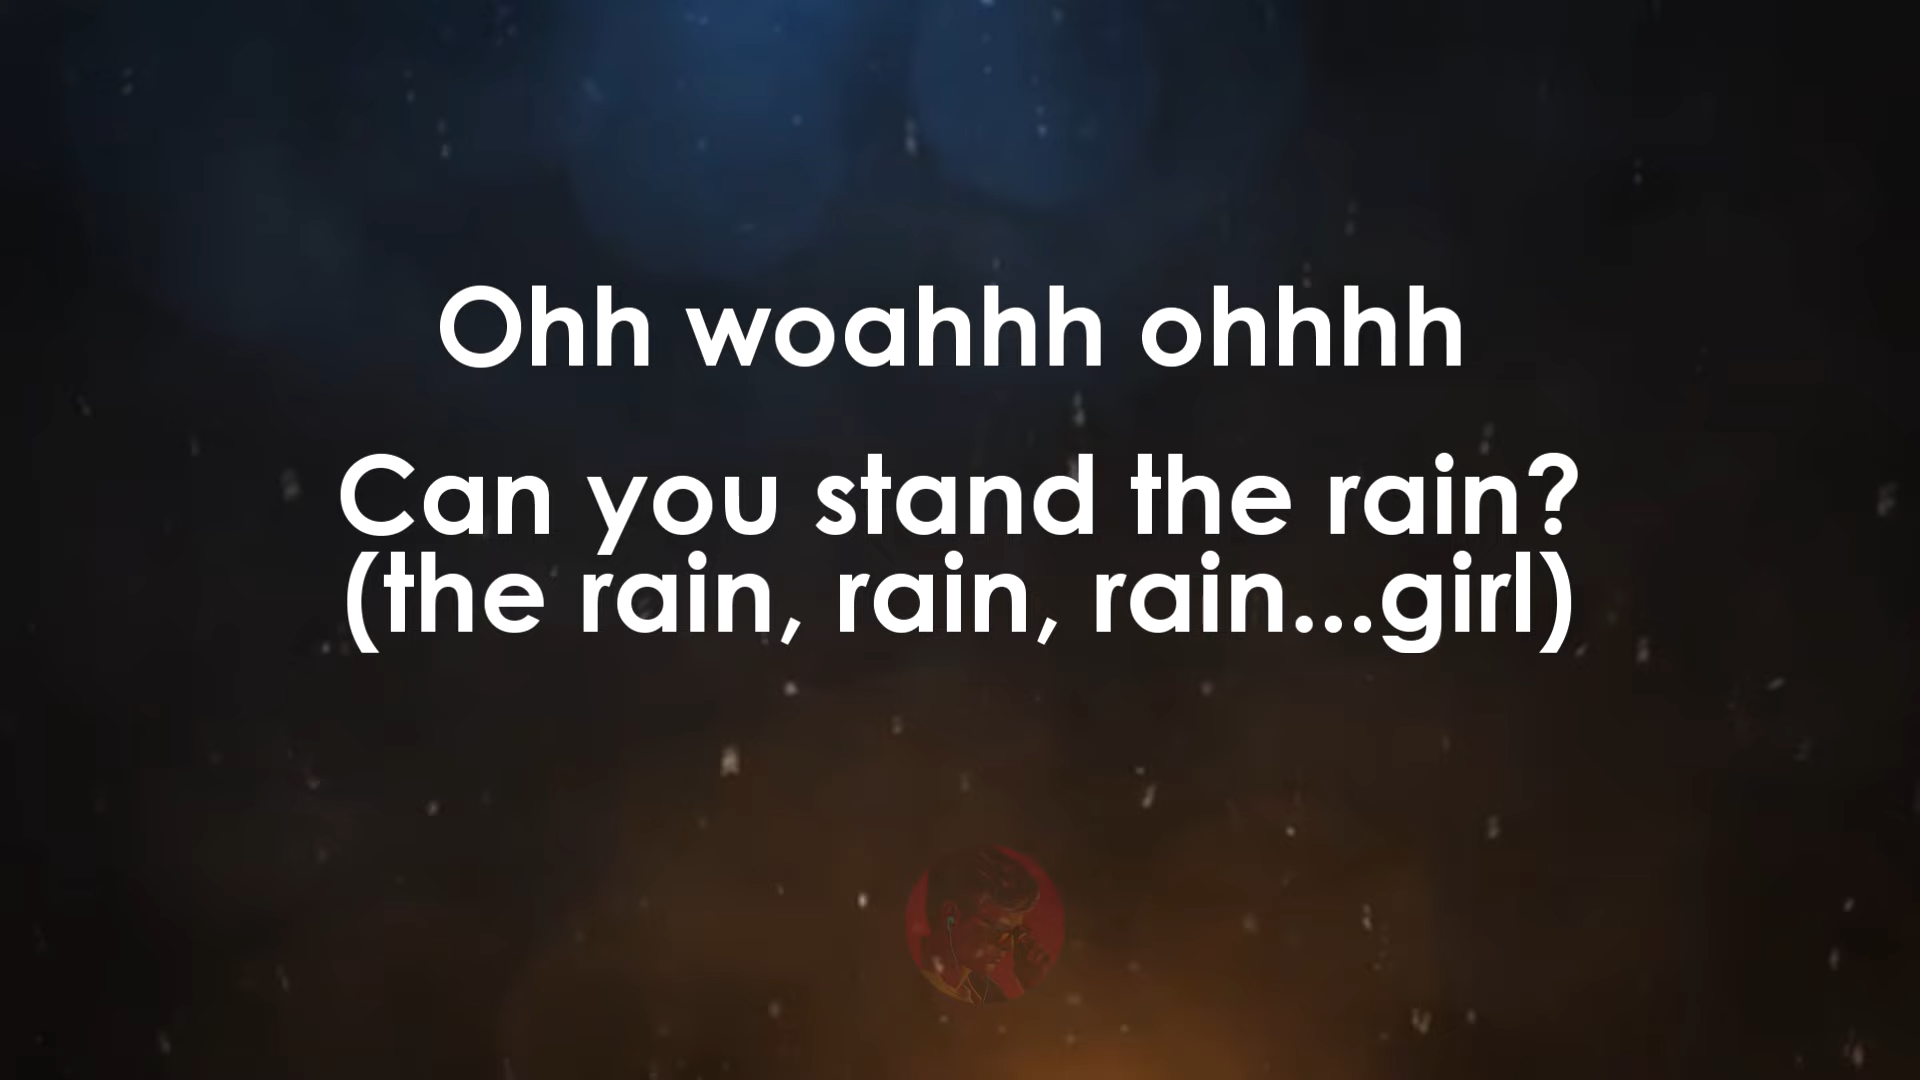 Ohh woahhh ohhhh
Can you stand the rain?
(the rain, rain, rain...girl)